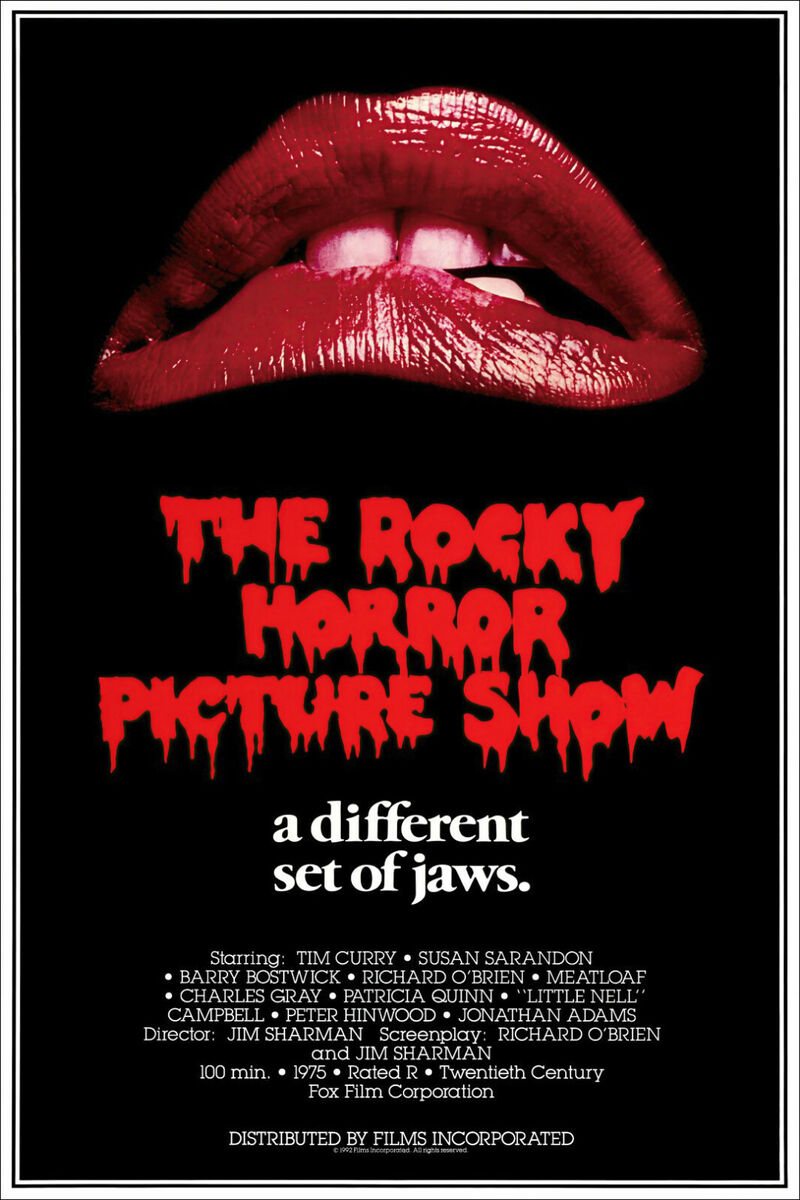 THE ROCKY
HORROR
PICTURE SHOW
a different
set of jaws.
Starring: TIM CURRY • SUSAN SARANDON
• BARRY BOSTWICK • RICHARD O'BRIEN • MEATLOAF
• CHARLES GRAY • PATRICIA QUINN • "LITTLE NELL"
CAMPBELL • PETER HINWOOD • JONATHAN ADAMS
Director: JIM SHARMAN Screenplay: RICHARD O'BRIEN
and JIM SHARMAN
100 min. • 1975 • Rated R • Twentieth Century
Fox Film Corporation
DISTRIBUTED BY FILMS INCORPORATED
© 1992 Films Incorporated. All rights reserved.